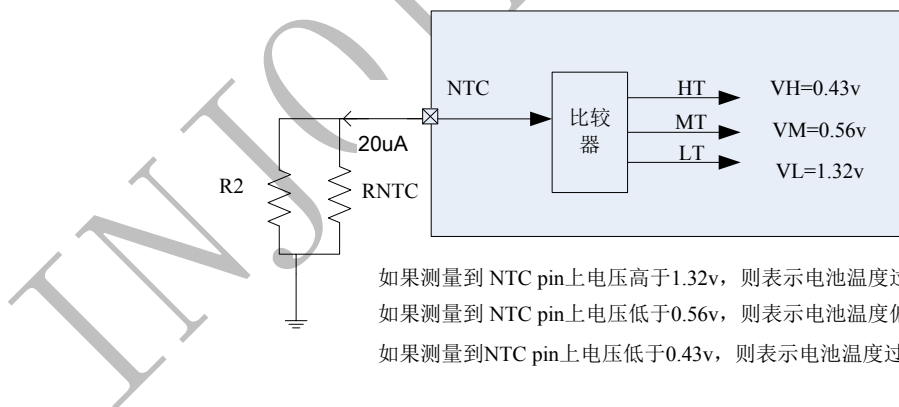 INJO
NTC
20uA
R2
RNTC
比较
器
HT
MT
LT
VH=0.43v
VM=0.56v
VL=1.32v
如果测量到 NTC pin上电压高于1.32v，则表示电池温度过
如果测量到 NTC pin上电压低于0.56v，则表示电池温度偏
如果测量到NTC pin上电压低于0.43v，则表示电池温度过